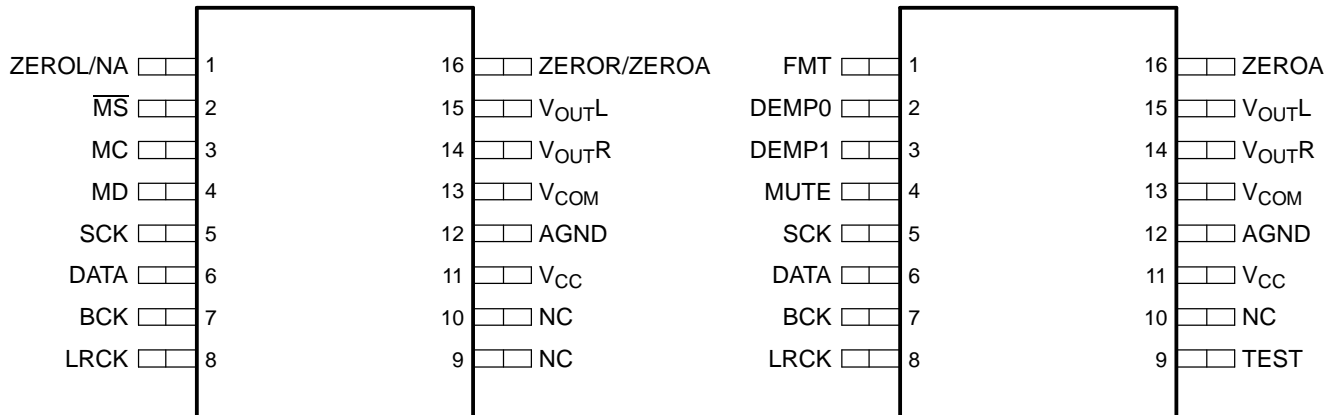 ZEROL/NA 1 16 ZEROR/ZEROA
MS 2 15 VOUTL
MC 3 14 VOUTR
MD 4 13 VCOM
SCK 5 12 AGND
DATA 6 11 VCC
BCK 7 10 NC
LRCK 8 9 NC
FMT 1 16 ZEROA
DEMP0 2 15 VOUTL
DEMP1 3 14 VOUTR
MUTE 4 13 VCOM
SCK 5 12 AGND
DATA 6 11 VCC
BCK 7 10 NC
LRCK 8 9 TEST